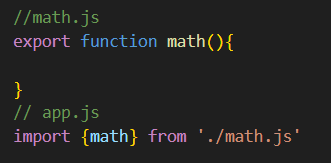 //math.js
export function math(){
}
// app.js
import {math} from './math.js'